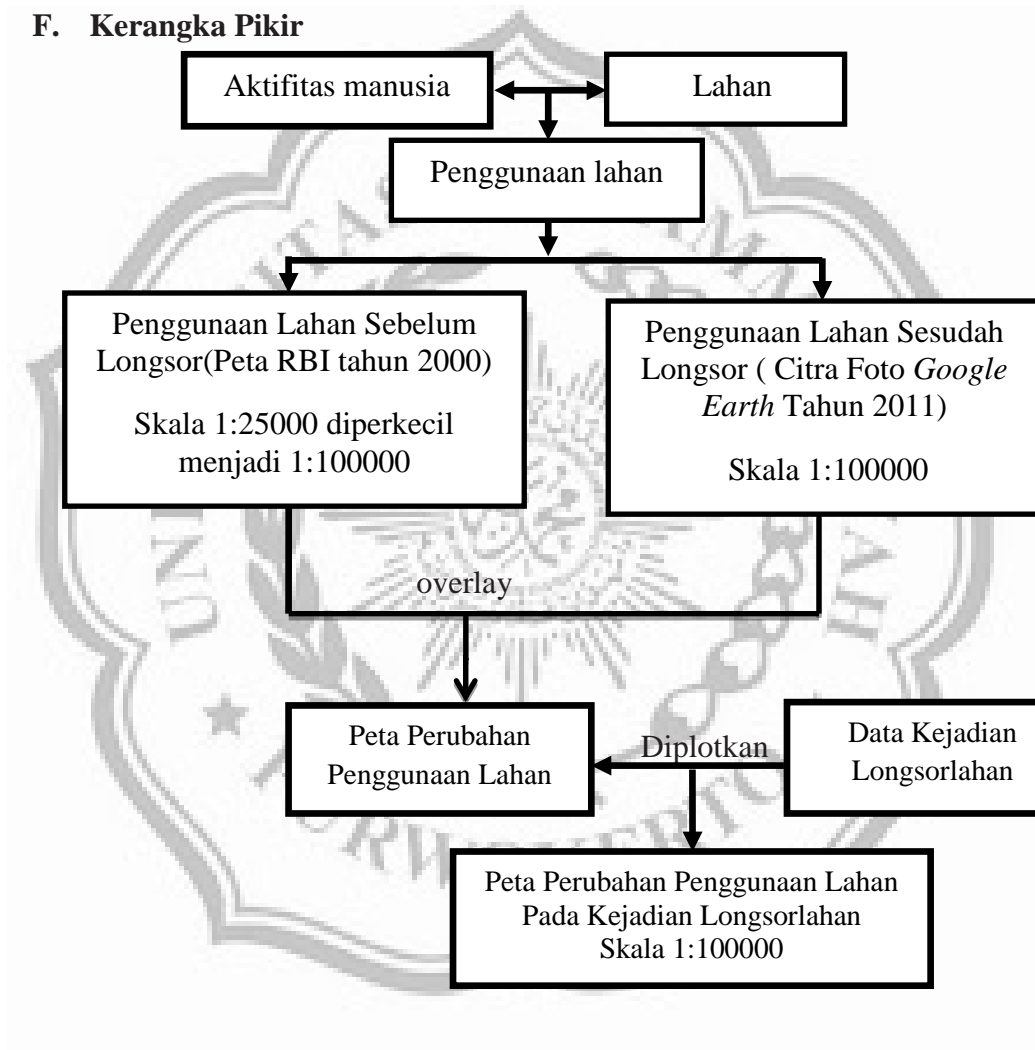 F. Kerangka Pikir
Aktifitas manusia
Lahan
Penggunaan lahan
Penggunaan Lahan Sebelum
Longsor(Peta RBI tahun 2000)
Skala 1:25000 diperkecil
menjadi 1:100000
Penggunaan Lahan Sesudah
Longsor ( Citra Foto Google
Earth Tahun 2011)
Skala 1:100000
overlay
Peta Perubahan
Penggunaan Lahan
Diplotkan
Data Kejadian
Longsorlahan
Peta Perubahan Penggunaan Lahan
Pada Kejadian Longsorlahan
Skala 1:100000